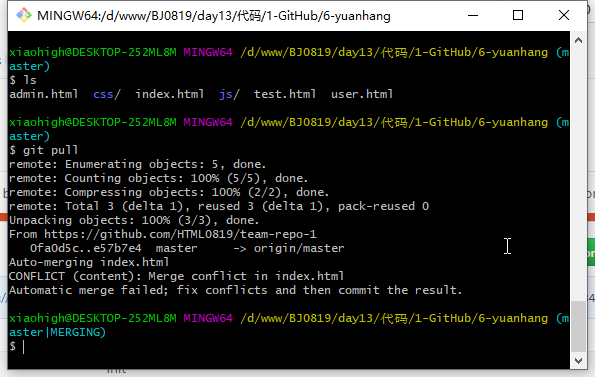 MINGW64:/d/www/BJ0819/day13/代码/1-GitHub/6-yuanhang
xiaohigh@DESKTOP-252ML8M MINGW64 /d/www/BJ0819/day13/代码/1-GitHub/6-yuanhang (m
aster)
$ ls
admin.html  css/  index.html  js/  test.html  user.html
xiaohigh@DESKTOP-252ML8M MINGW64 /d/www/BJ0819/day13/代码/1-GitHub/6-yuanhang (m
aster)
$ git pull
remote: Enumerating objects: 5, done.
remote: Counting objects: 100% (5/5), done.
remote: Compressing objects: 100% (2/2), done.
remote: Total 3 (delta 1), reused 3 (delta 1), pack-reused 0
Unpacking objects: 100% (3/3), done.
From https://github.com/HTML0819/team-repo-1
   0fa0d5c..e57b7e4  master     -> origin/master
Auto-merging index.html
CONFLICT (content): Merge conflict in index.html
Automatic merge failed; fix conflicts and then commit the result.
xiaohigh@DESKTOP-252ML8M MINGW64 /d/www/BJ0819/day13/代码/1-GitHub/6-yuanhang (m
aster|MERGING)
$